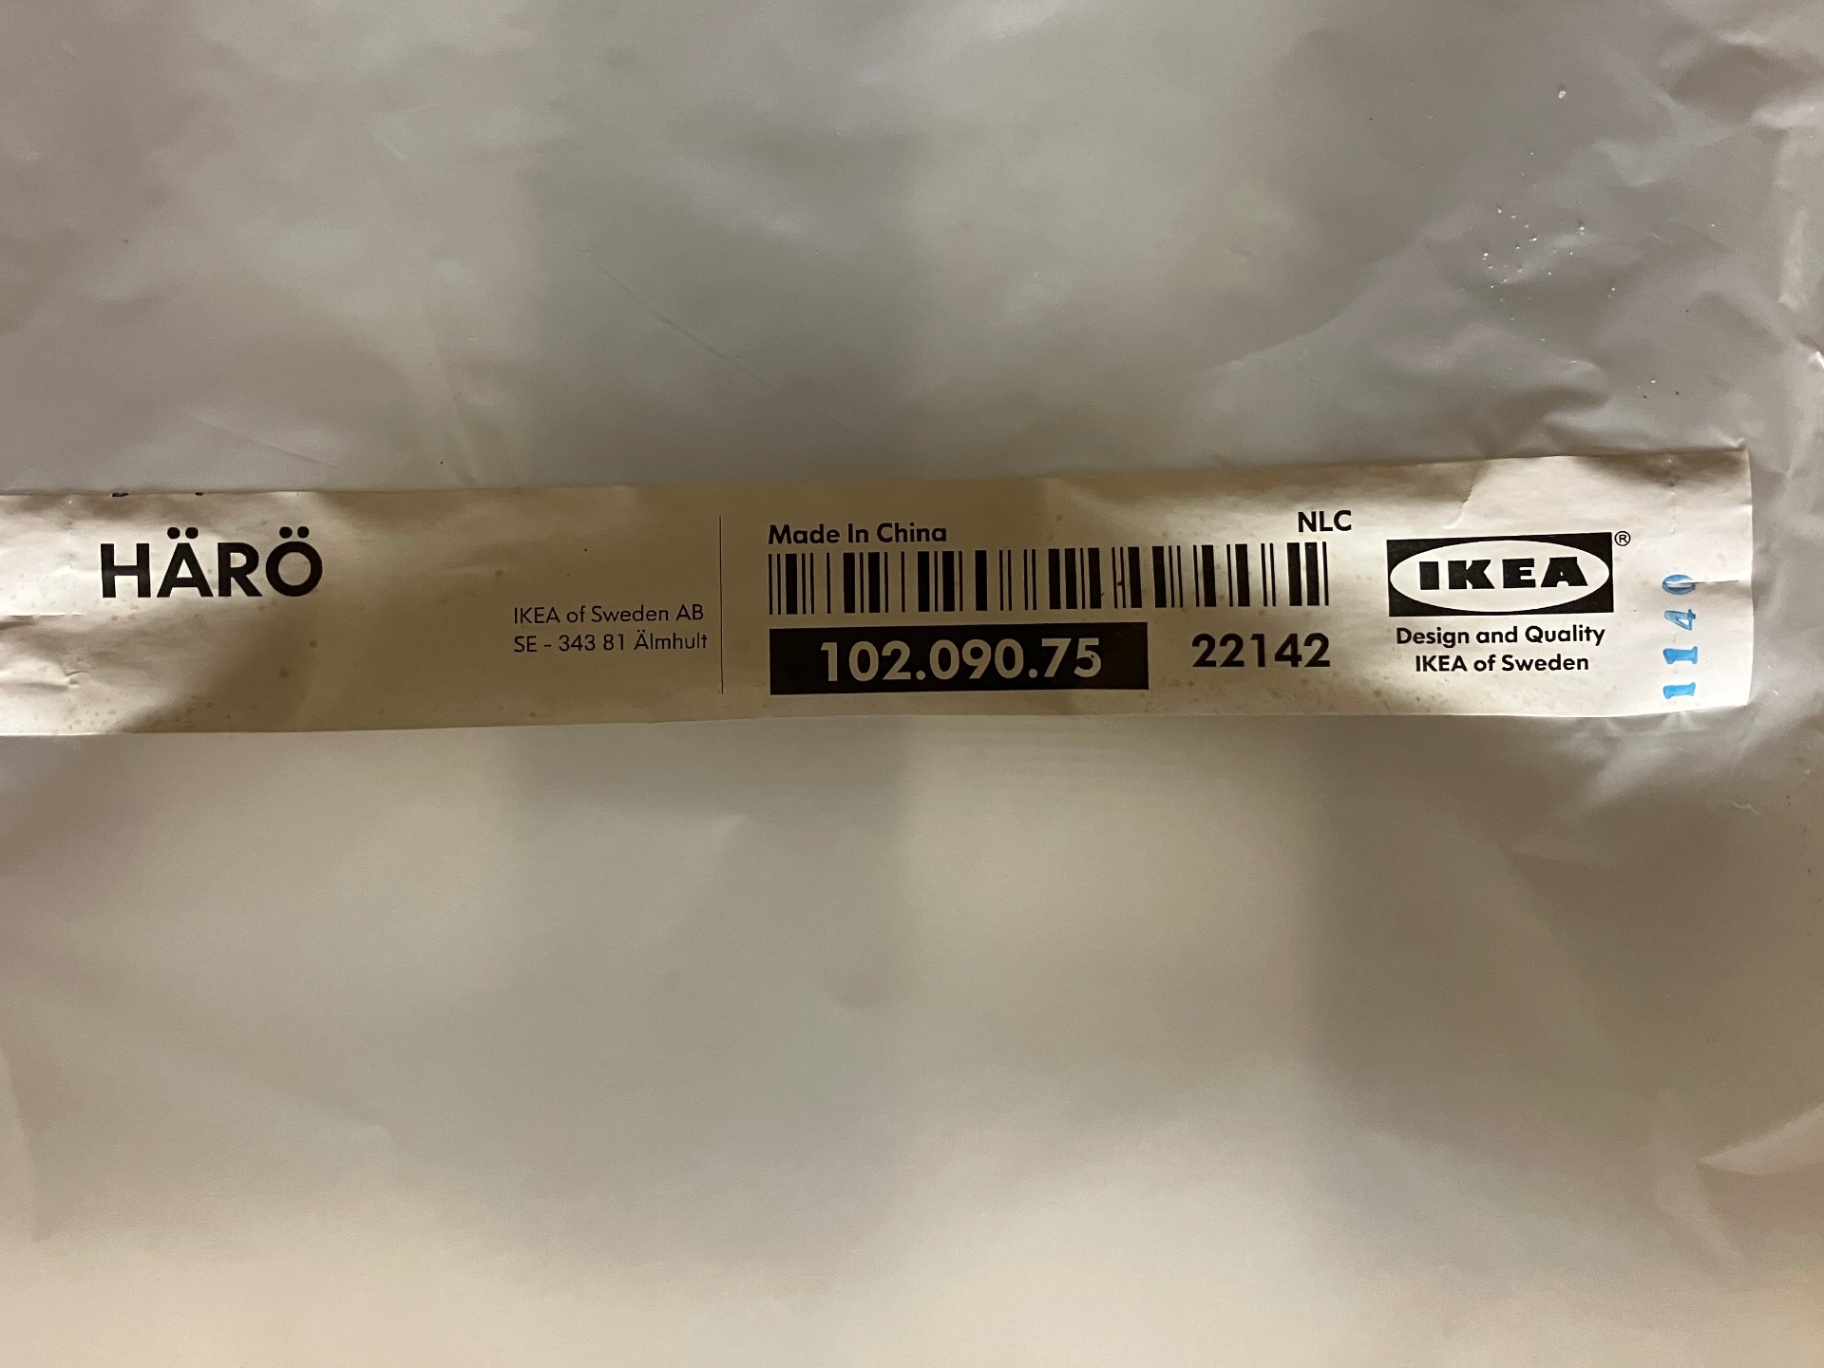 HÄRÖ
IKEA of Sweden AB
SE - 343 81 Älmhult
Made In China
NLC
102.090.75
22142
IKEA®
Design and Quality
IKEA of Sweden
1140